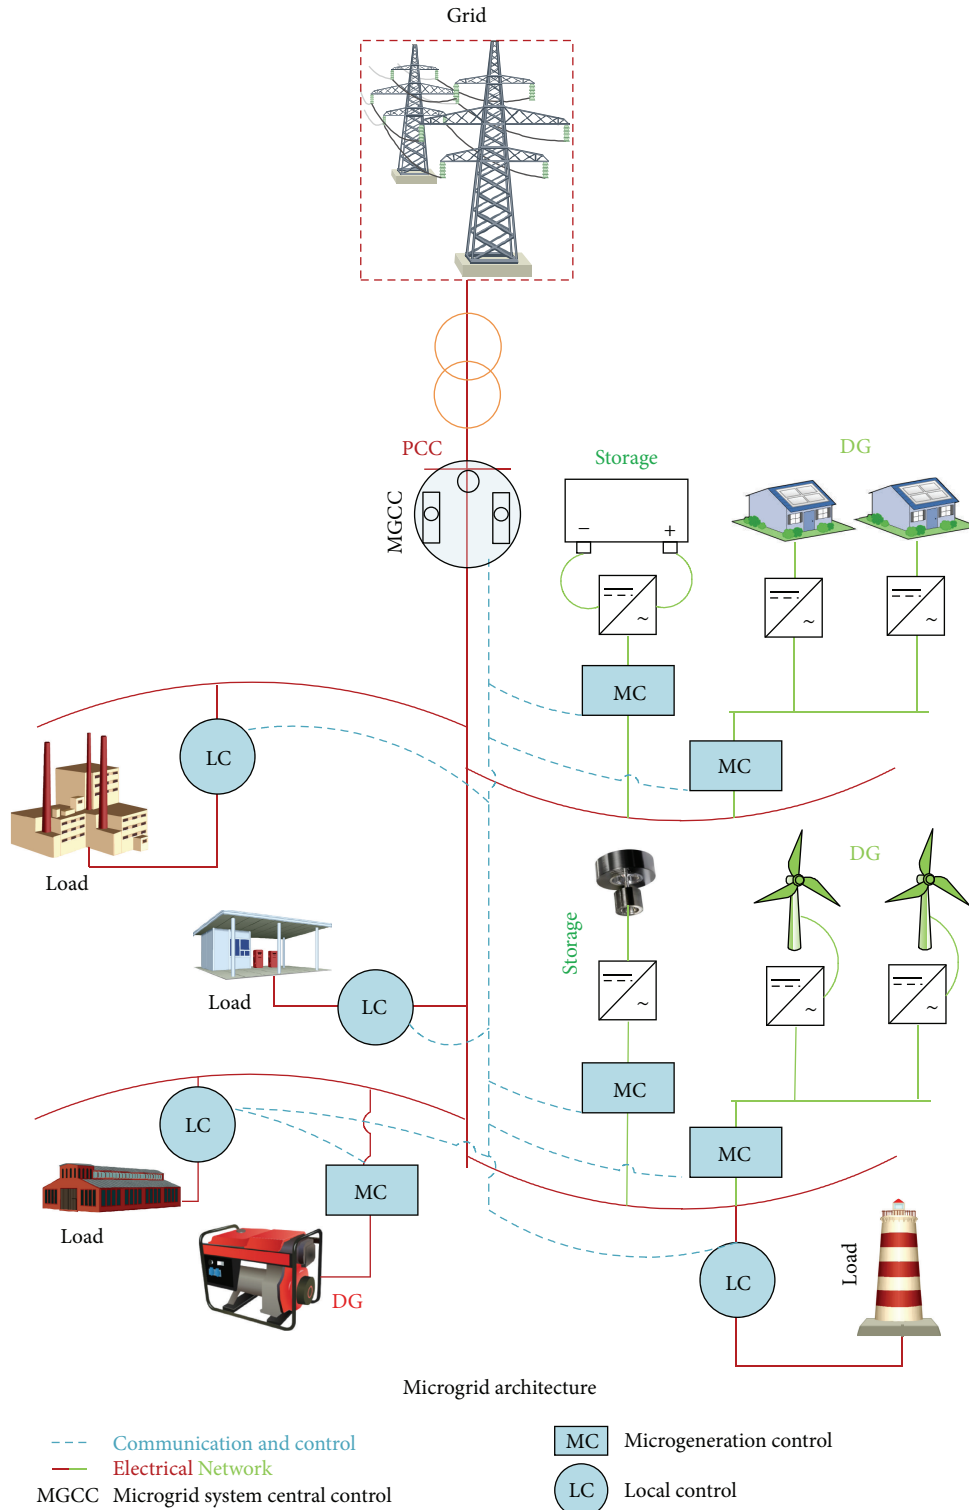 Grid
PCC
MGCC
Storage
DG
− +
~
~
~
MC
LC
MC
Load
DG
Storage
Load
LC
~
~
~
MC
LC
MC
MC
Load
DG
LC
Load
Microgrid architecture
Communication and control
Electrical Network
MGCC Microgrid system central control
MC Microgeneration control
LC Local control